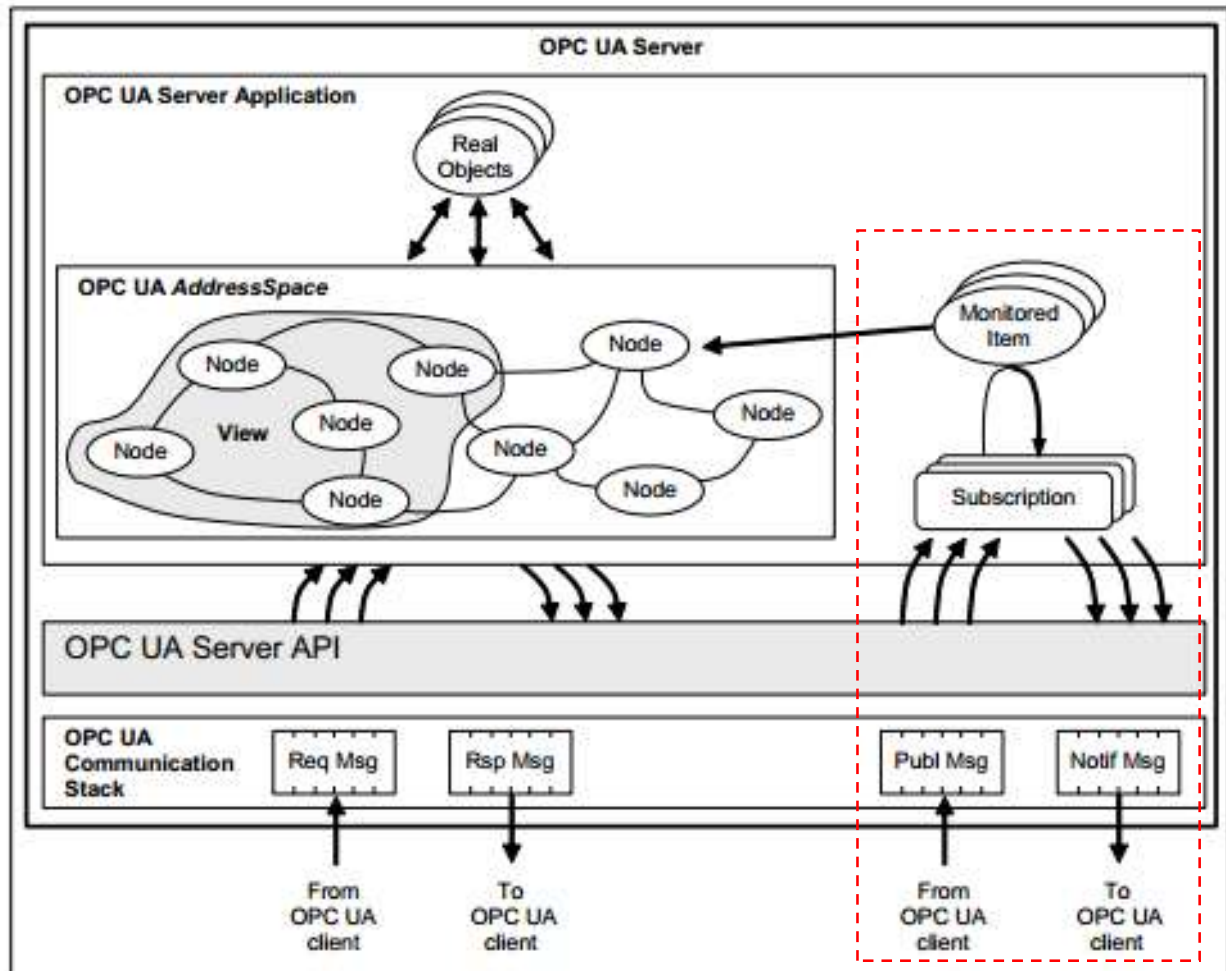 OPC UA Server
OPC UA Server Application
Real
Objects
OPC UA AddressSpace
Monitored
Item
Node
Node
Node
Node
View
Node
Node
Node
Node
Node
Subscription
OPC UA Server API
OPC UA
Communication
Stack
Req Msg
Rsp Msg
Publ Msg
Notif Msg
From
OPC UA
client
To
OPC UA
client
From
OPC UA
client
To
OPC UA
client